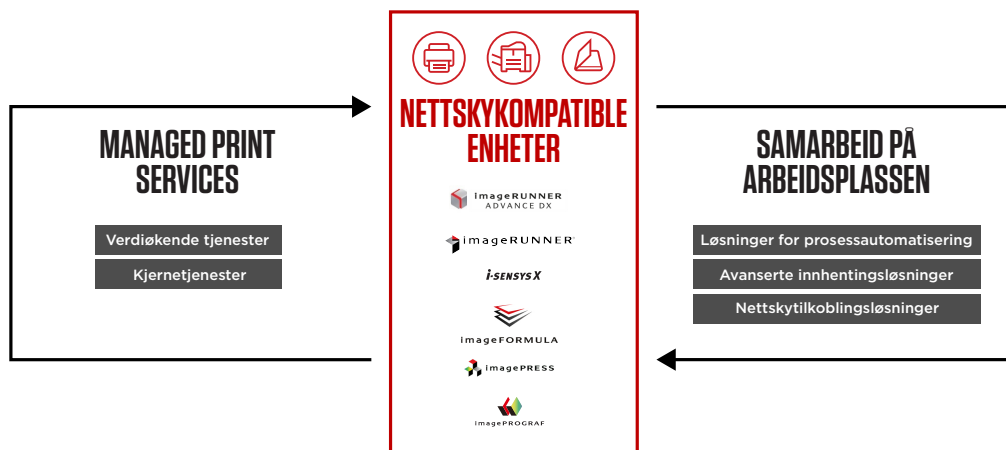 MANAGED PRINT
SERVICES
Verdiøkende tjenester
Kjernetjenester
NETTSKYKOMPATIBLE
ENHETER
imageRUNNER
ADVANCE DX
imageRUNNER
i-SENSYS X
imageFORMULA
imagePRESS
imagePROGRAF
SAMARBEID PÅ
ARBEIDSPLASSEN
Løsninger for prosessautomatisering
Avanserte innhentingsløsninger
Nettskytilkoblingsløsninger